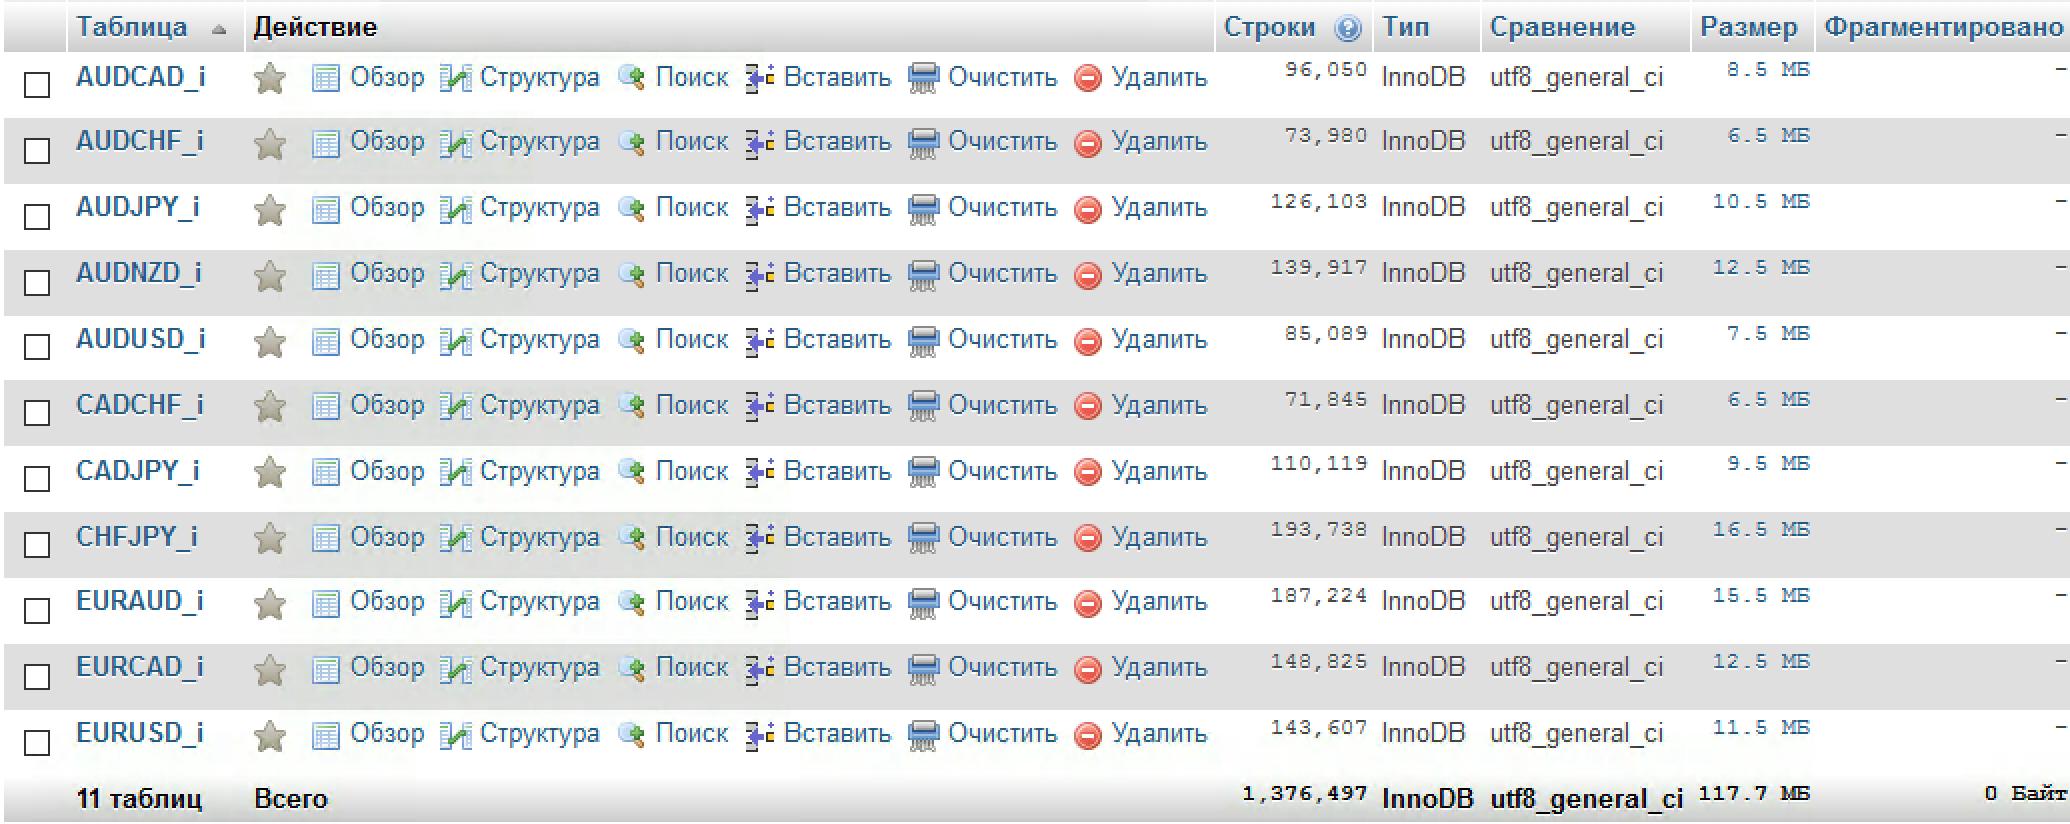 Таблица Действие Строки Тип Сравнение Размер Фрагментировано
AUDCAD_i Обзор Структура Поиск Вставить Очистить Удалить 96,050 InnoDB utf8_general_ci 8.5 МБ -
AUDCHF_i Обзор Структура Поиск Вставить Очистить Удалить 73,980 InnoDB utf8_general_ci 6.5 МБ -
AUDJPY_i Обзор Структура Поиск Вставить Очистить Удалить 126,103 InnoDB utf8_general_ci 10.5 МБ -
AUDNZD_i Обзор Структура Поиск Вставить Очистить Удалить 139,917 InnoDB utf8_general_ci 12.5 МБ -
AUDUSD_i Обзор Структура Поиск Вставить Очистить Удалить 85,089 InnoDB utf8_general_ci 7.5 МБ -
CADCHF_i Обзор Структура Поиск Вставить Очистить Удалить 71,845 InnoDB utf8_general_ci 6.5 МБ -
CADJPY_i Обзор Структура Поиск Вставить Очистить Удалить 110,119 InnoDB utf8_general_ci 9.5 МБ -
CHFJPY_i Обзор Структура Поиск Вставить Очистить Удалить 193,738 InnoDB utf8_general_ci 16.5 МБ -
EURAUD_i Обзор Структура Поиск Вставить Очистить Удалить 187,224 InnoDB utf8_general_ci 15.5 МБ -
EURCAD_i Обзор Структура Поиск Вставить Очистить Удалить 148,825 InnoDB utf8_general_ci 12.5 МБ -
EURUSD_i Обзор Структура Поиск Вставить Очистить Удалить 143,607 InnoDB utf8_general_ci 11.5 МБ -
11 таблиц Всего 1,376,497 InnoDB utf8_general_ci 117.7 МБ 0 Байт